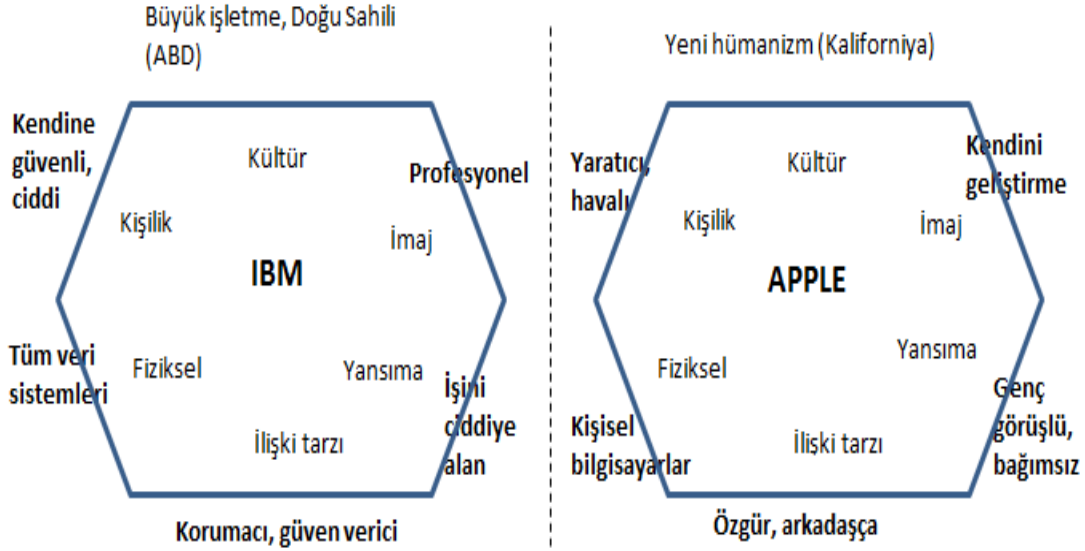 Büyük işletme, Doğu Sahili
(ABD)
Kendine
güvenli,
ciddi
Kültür
Profesyonel
Kişilik
İmaj
IBM
Tüm veri
sistemleri
Fiziksel
Yansıma
İşini
ciddiye
alan
İlişki tarzı
Korumacı, güven verici
Yeni hümanizm (Kaliforniya)
Yaratıcı,
havalı
Kültür
Kendini
geliştirme
Kişilik
İmaj
APPLE
Yansıma
Fiziksel
Genç
görüşlü,
bağımsız
Kişisel
bilgisayarlar
İlişki tarzı
Özgür, arkadaşça